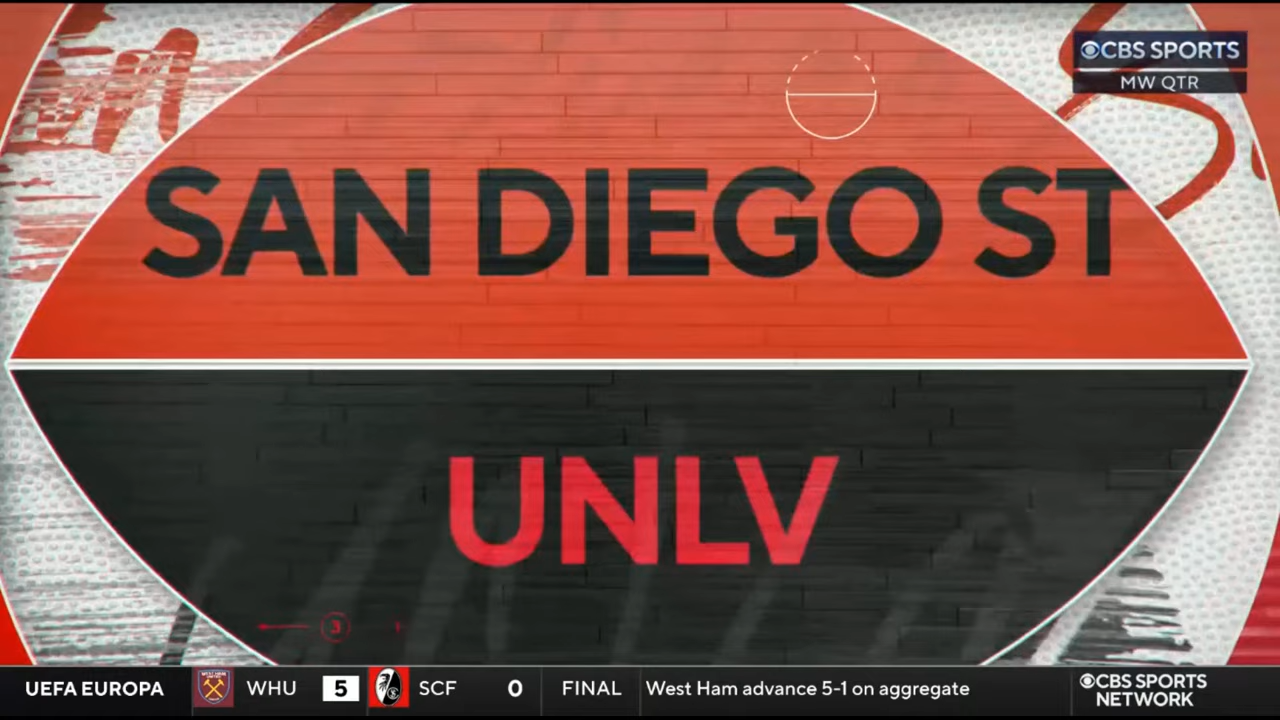 CBS SPORTS
MW QTR
SAN DIEGO ST
UNLV
3
UEFA EUROPA WHU 5 SCF 0 FINAL West Ham advance 5-1 on aggregate
CBS SPORTS
NETWORK